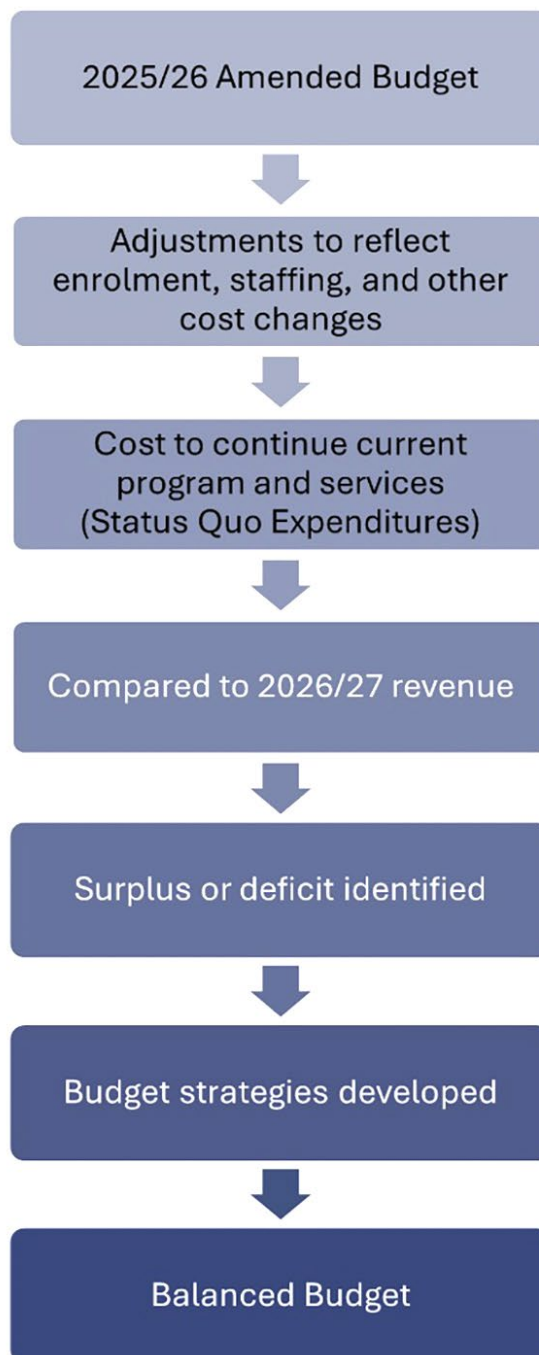 2025/26 Amended Budget
Adjustments to reflect
enrolment, staffing, and other
cost changes
Cost to continue current
program and services
(Status Quo Expenditures)
Compared to 2026/27 revenue
Surplus or deficit identified
Budget strategies developed
Balanced Budget